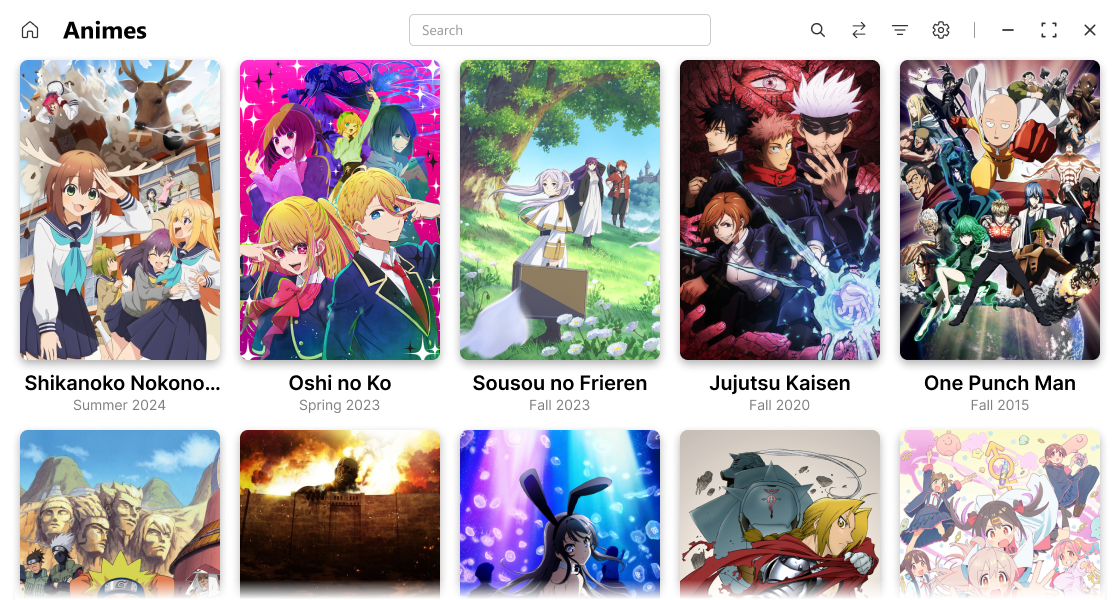 Animes
Search
Shikanoko Nokono...
Summer 2024
Oshi no Ko
Spring 2023
Sousou no Frieren
Fall 2023
Jujutsu Kaisen
Fall 2020
One Punch Man
Fall 2015